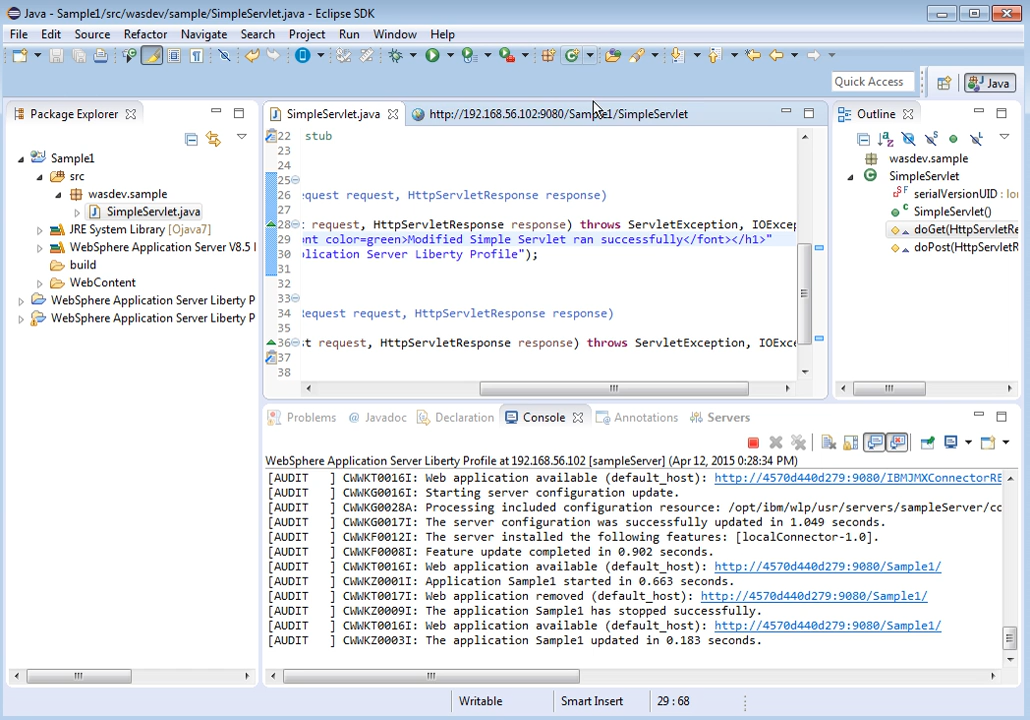 Java - Sample1/src/wasdev/sample/SimpleServlet.java - Eclipse SDK
File Edit Source Refactor Navigate Search Project Run Window Help
Quick Access
Java
Package Explorer
Sample1
src
wasdev.sample
SimpleServlet.java
JRE System Library [Ojava7]
WebSphere Application Server V8.5 l
build
WebContent
WebSphere Application Server Liberty P
WebSphere Application Server Liberty P
SimpleServlet.java
http://192.168.56.102:9080/Sample1/SimpleServlet
22 stub
23
24
25
26 equest request, HttpServletResponse response)
27
28 : request, HttpServletResponse response) throws ServletException, IOExcep
29 ont color=green>Modified Simple Servlet ran successfully</font></h1>"
30 plication Server Liberty Profile");
31
32
33
34 Request request, HttpServletResponse response)
35
36 st request, HttpServletResponse response) throws ServletException, IOExce
37
38
Outline
wasdev.sample
SimpleServlet
serialVersionUID : lon
SimpleServlet()
doGet(HttpServletRe
doPost(HttpServletR
Problems @ Javadoc Declaration Console Annotations Servers
WebSphere Application Server Liberty Profile at 192.168.56.102 [sampleServer] (Apr 12, 2015 0:28:34 PM)
[AUDIT ] CWWKT0016I: Web application available (default_host): http://4570d440d279:9080/IBMJMXConnectorRE
[AUDIT ] CWWKG0016I: Starting server configuration update.
[AUDIT ] CWWKG0028A: Processing included configuration resource: /opt/ibm/wlp/usr/servers/sampleServer/co
[AUDIT ] CWWKG0017I: The server configuration was successfully updated in 1.049 seconds.
[AUDIT ] CWWKF0012I: The server installed the following features: [localConnector-1.0].
[AUDIT ] CWWKF0008I: Feature update completed in 0.902 seconds.
[AUDIT ] CWWKT0016I: Web application available (default_host): http://4570d440d279:9080/Sample1/
[AUDIT ] CWWKZ0001I: Application Sample1 started in 0.663 seconds.
[AUDIT ] CWWKT0017I: Web application removed (default_host): http://4570d440d279:9080/Sample1/
[AUDIT ] CWWKZ0009I: The application Sample1 has stopped successfully.
[AUDIT ] CWWKT0016I: Web application available (default_host): http://4570d440d279:9080/Sample1/
[AUDIT ] CWWKZ0003I: The application Sample1 updated in 0.183 seconds.
Writable
Smart Insert
29 : 68